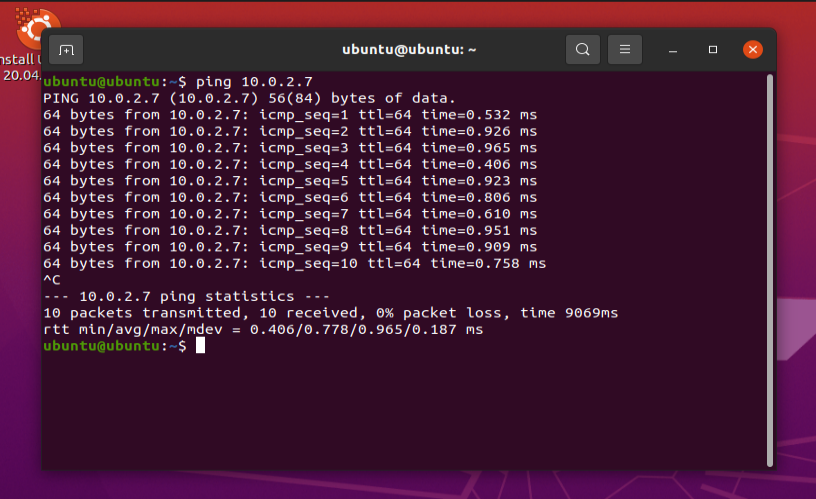 ubuntu@ubuntu: ~
nstall
20.04.
ubuntu@ubuntu:~$ ping 10.0.2.7
PING 10.0.2.7 (10.0.2.7) 56(84) bytes of data.
64 bytes from 10.0.2.7: icmp_seq=1 ttl=64 time=0.532 ms
64 bytes from 10.0.2.7: icmp_seq=2 ttl=64 time=0.926 ms
64 bytes from 10.0.2.7: icmp_seq=3 ttl=64 time=0.965 ms
64 bytes from 10.0.2.7: icmp_seq=4 ttl=64 time=0.406 ms
64 bytes from 10.0.2.7: icmp_seq=5 ttl=64 time=0.923 ms
64 bytes from 10.0.2.7: icmp_seq=6 ttl=64 time=0.806 ms
64 bytes from 10.0.2.7: icmp_seq=7 ttl=64 time=0.610 ms
64 bytes from 10.0.2.7: icmp_seq=8 ttl=64 time=0.951 ms
64 bytes from 10.0.2.7: icmp_seq=9 ttl=64 time=0.909 ms
64 bytes from 10.0.2.7: icmp_seq=10 ttl=64 time=0.758 ms
^C
--- 10.0.2.7 ping statistics ---
10 packets transmitted, 10 received, 0% packet loss, time 9069ms
rtt min/avg/max/mdev = 0.406/0.778/0.965/0.187 ms
ubuntu@ubuntu:~$